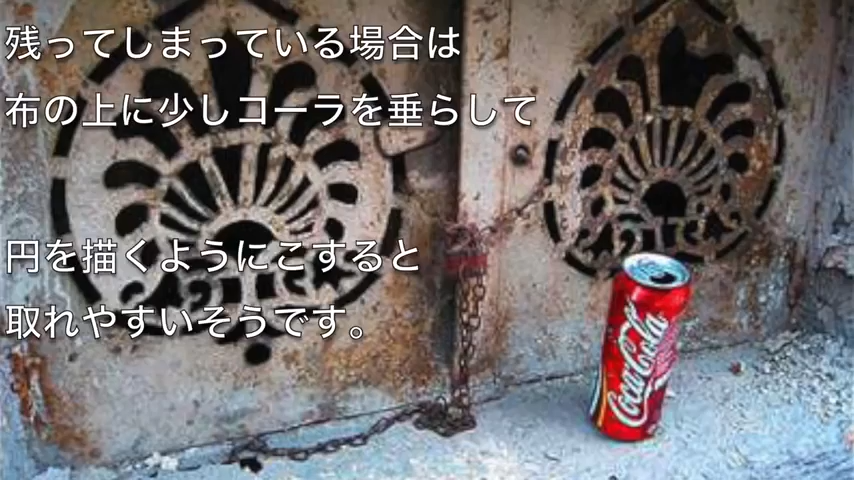 残ってしまっている場合は
布の上に少しコーラを垂らして
円を描くようにこすると
取れやすいそうです。
Coca-Cola